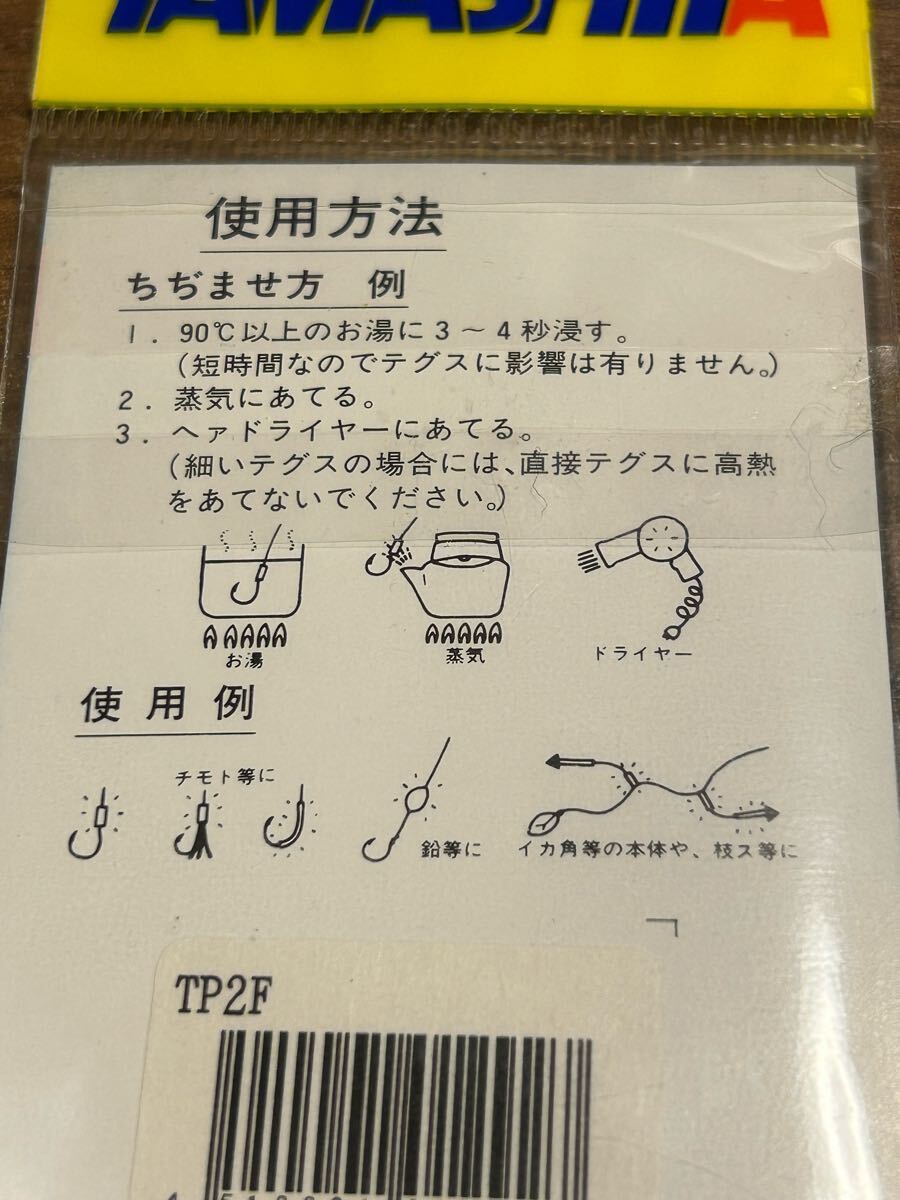 YAMASHITA
使用方法
ちぢませ方 例
1. 90℃以上のお湯に3～4秒浸す。
(短時間なのでテグスに影響は有りません。)
2. 蒸気にあてる。
3. ヘァドライヤーにあてる。
(細いテグスの場合には、直接テグスに高熱
をあてないでください。)
お湯
蒸気
ドライヤー
使用例
チモト等に
鉛等に
イカ角等の本体や、枝ス等に
TP2F